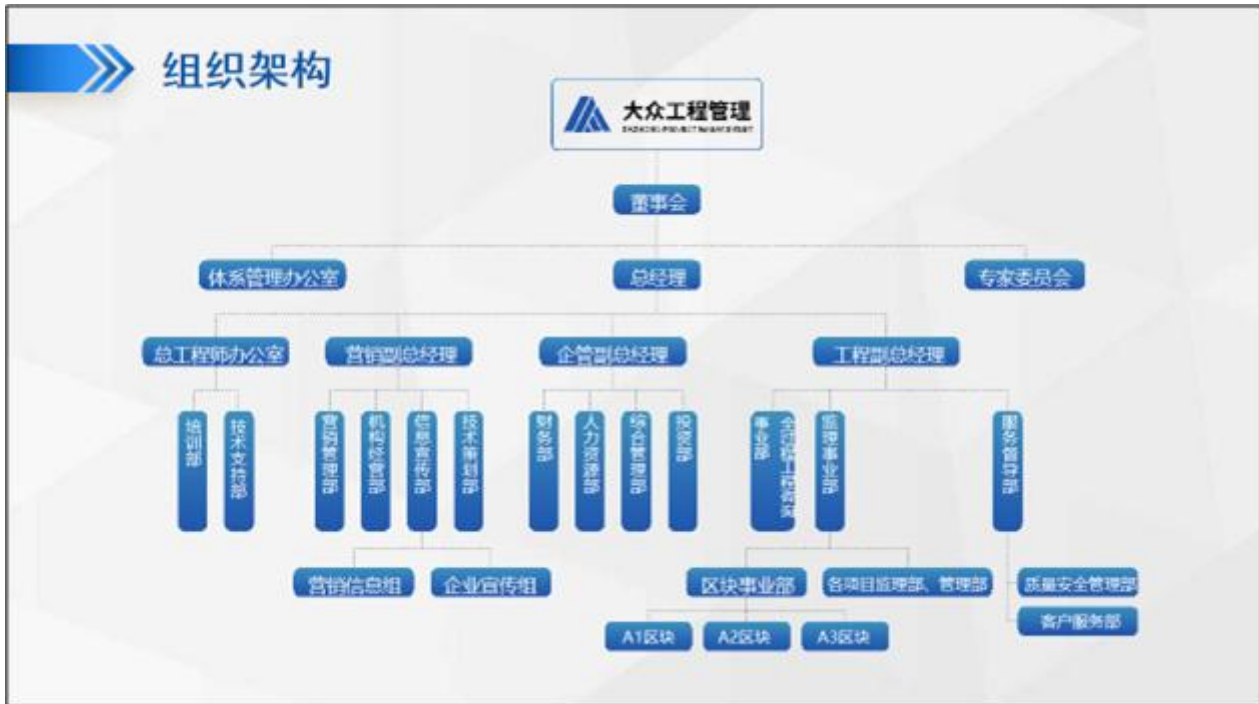 组织架构
大众工程管理
董事会
体系管理办公室
总经理
专家委员会
总工程师办公室
营销副总经理
企管副总经理
工程副总经理
培训部
技术支持部
营销管理部
机构经营部
信息宣传部
技术策划部
财务部
人力资源部
综合管理部
投资部
全过程工程咨询
事业部
监理事业部
服务督导部
营销信息组
企业宣传组
区块事业部
各项目监理部、管理部
质量安全管理部
客户服务部
A1区块
A2区块
A3区块